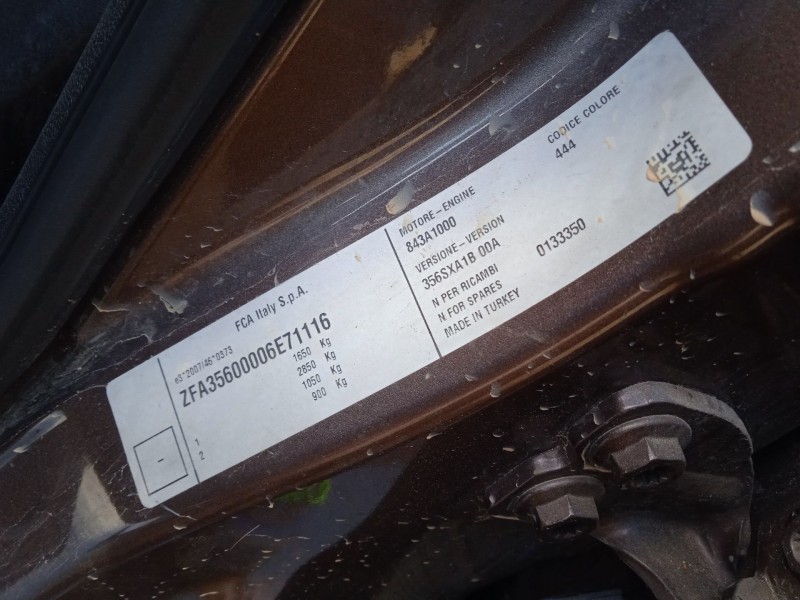 FCA Italy S.p.A.
e3*2007/46*0373
ZFA35600006E71116
1650 Kg
2850 Kg
1 1050 Kg
2 900 Kg
-
MOTORE-ENGINE
843A1000
VERSIONE-VERSION
356SXA1B 00A
N PER RICAMBI
N FOR SPARES
0133350
MADE IN TURKEY
CODICE COLORE
444